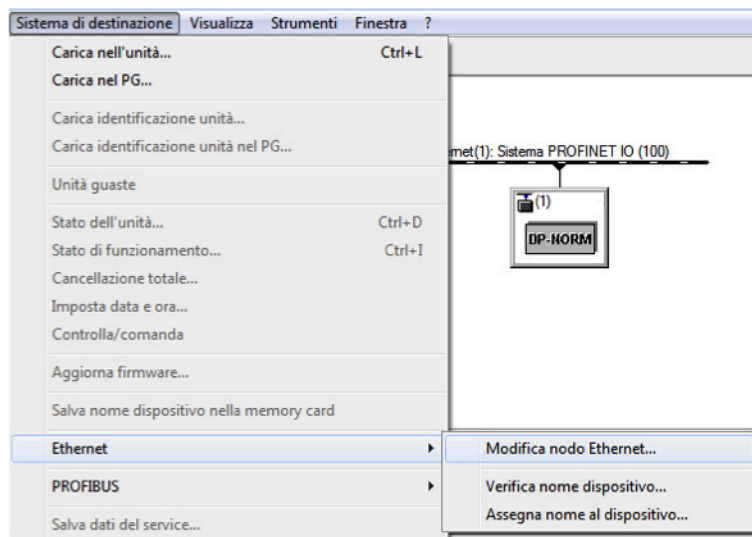 Sistema di destinazione Visualizza Strumenti Finestra ?
Carica nell'unità... Ctrl+L
Carica nel PG...
Carica identificazione unità...
Carica identificazione unità nel PG...
Unità guaste
Stato dell'unità... Ctrl+D
Stato di funzionamento... Ctrl+I
Cancellazione totale...
Imposta data e ora...
Controlla/comanda
Aggiorna firmware...
Salva nome dispositivo nella memory card
Ethernet
PROFIBUS
Salva dati del service...
Modifica nodo Ethernet...
Verifica nome dispositivo...
Assegna nome al dispositivo...
rnet(1): Sistema PROFINET IO (100)
(1)
DP-NORM